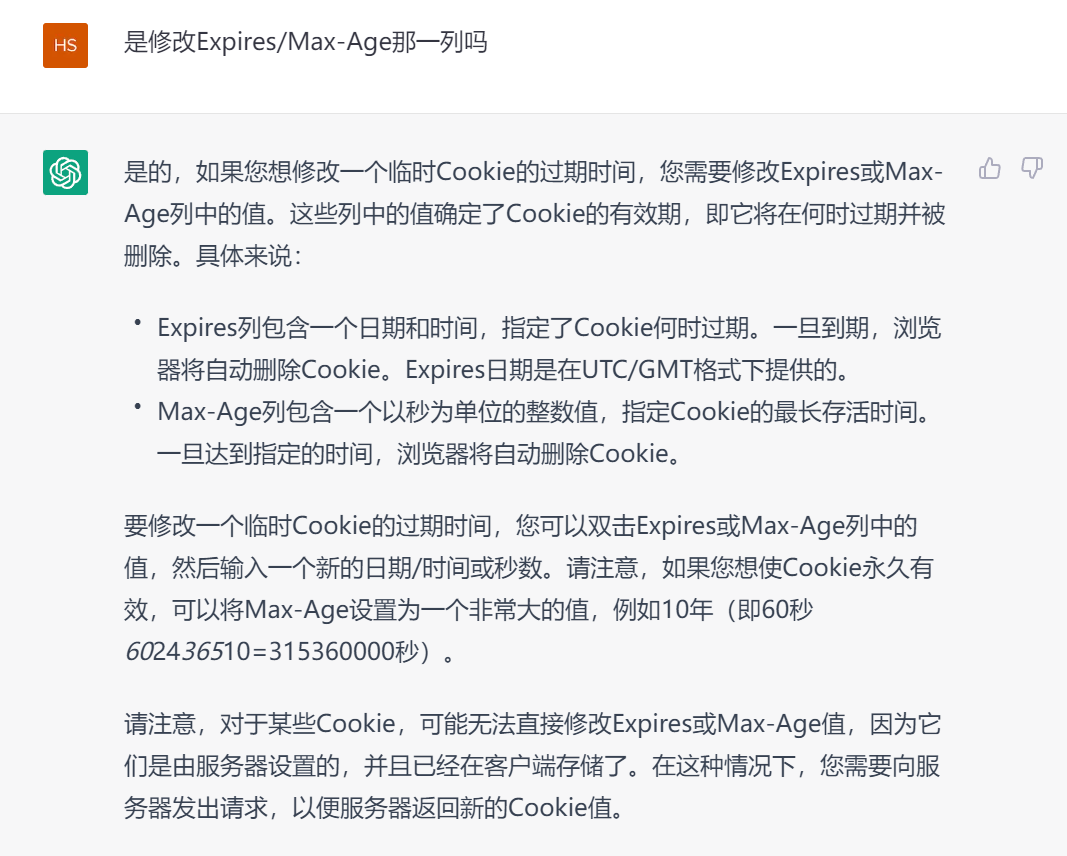 HS
是修改Expires/Max-Age那一列吗
是的，如果您想修改一个临时Cookie的过期时间，您需要修改Expires或Max-
Age列中的值。这些列中的值确定了Cookie的有效期，即它将在何时过期并被
删除。具体来说：
• Expires列包含一个日期和时间，指定了Cookie何时过期。一旦到期，浏览
器将自动删除Cookie。Expires日期是在UTC/GMT格式下提供的。
• Max-Age列包含一个以秒为单位的整数值，指定Cookie的最长存活时间。
一旦达到指定的时间，浏览器将自动删除Cookie。
要修改一个临时Cookie的过期时间，您可以双击Expires或Max-Age列中的
值，然后输入一个新的日期/时间或秒数。请注意，如果您想使Cookie永久有
效，可以将Max-Age设置为一个非常大的值，例如10年（即60秒
602436510=315360000秒）。
请注意，对于某些Cookie，可能无法直接修改Expires或Max-Age值，因为它
们是由服务器设置的，并且已经在客户端存储了。在这种情况下，您需要向服
务器发出请求，以便服务器返回新的Cookie值。